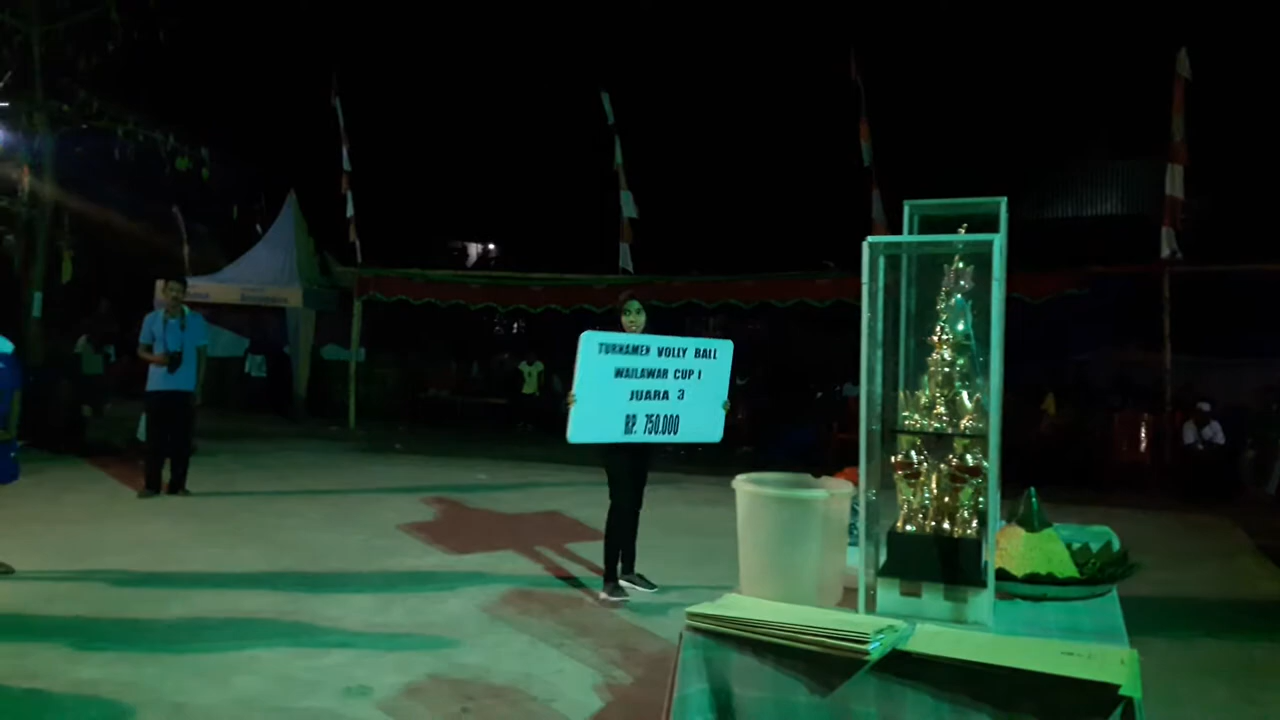 TURNAMEN VOLLY BALL
WAILAWAR CUP I
JUARA 3
RP. 750.000